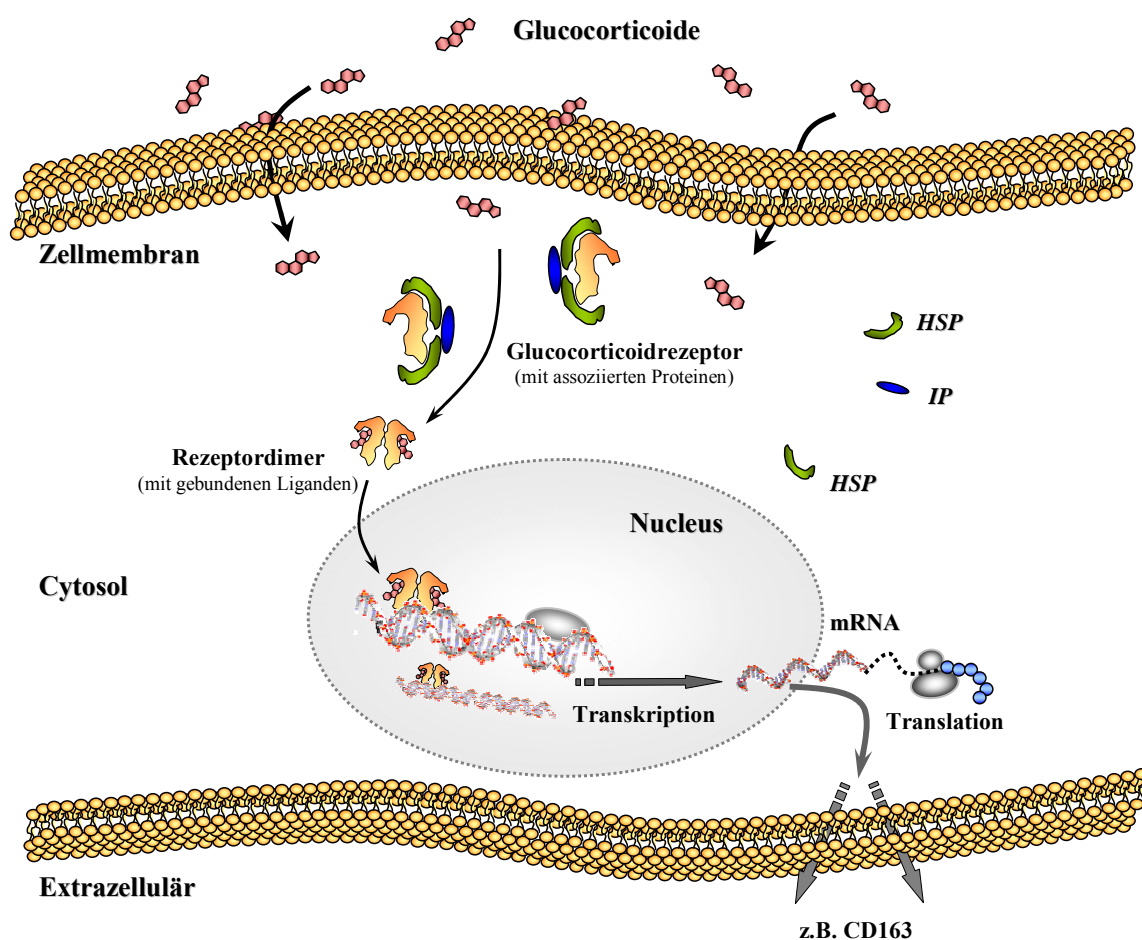 Glucocorticoide
Zellmembran
HSP
Glucocorticoidrezeptor
(mit assoziierten Proteinen)
IP
Rezeptordimer
(mit gebundenen Liganden)
HSP
Nucleus
Cytosol
mRNA
Transkription
Translation
Extrazellulär
z.B. CD163